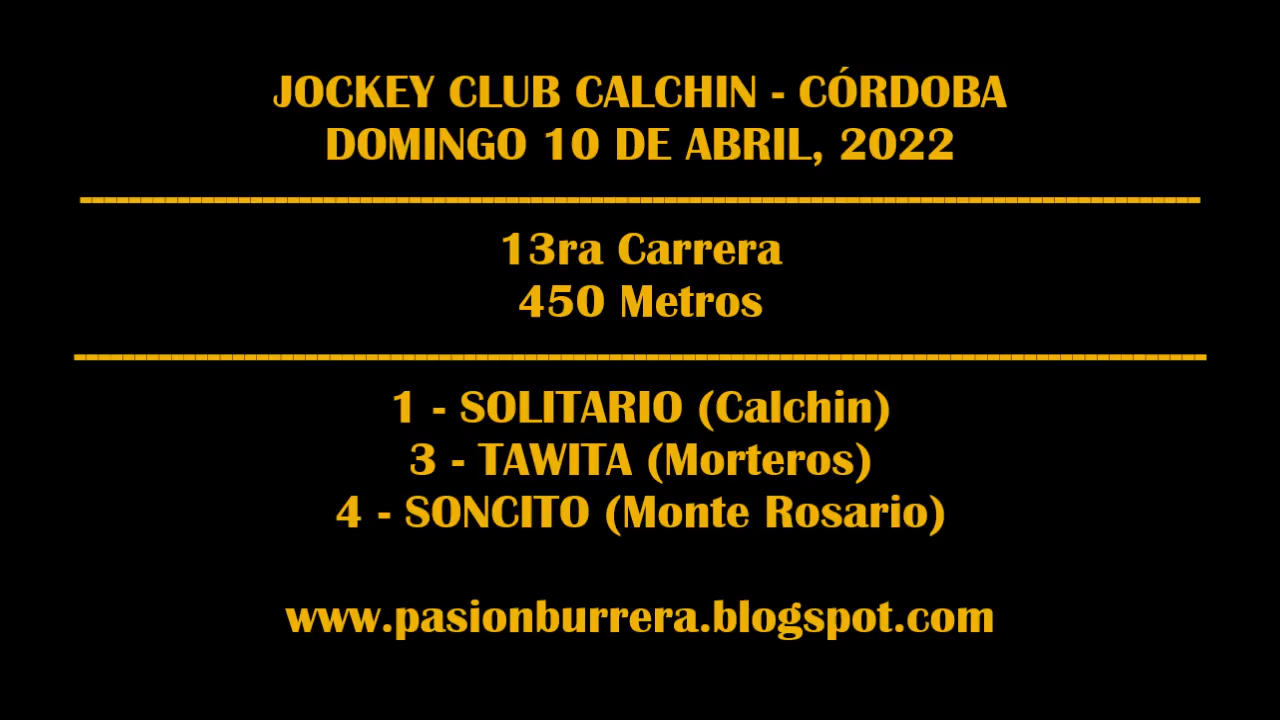 JOCKEY CLUB CALCHIN - CÓRDOBA
DOMINGO 10 DE ABRIL, 2022
13ra Carrera
450 Metros
1 - SOLITARIO (Calchin)
3 - TAWITA (Morteros)
4 - SONCITO (Monte Rosario)
www.pasionburrera.blogspot.com